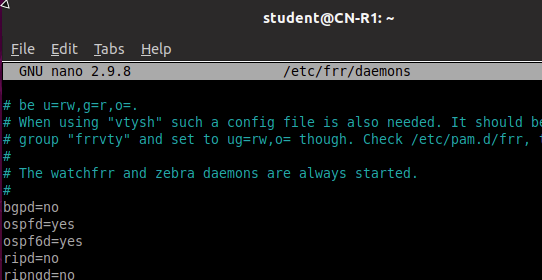 student@CN-R1: ~
File Edit Tabs Help
GNU nano 2.9.8 /etc/frr/daemons
# be u=rw,g=r,o=.
# When using "vtysh" such a config file is also needed. It should be
# group "frrvty" and set to ug=rw,o= though. Check /etc/pam.d/frr,
#
# The watchfrr and zebra daemons are always started.
#
bgpd=no
ospfd=yes
ospf6d=yes
ripd=no
ripngd=no